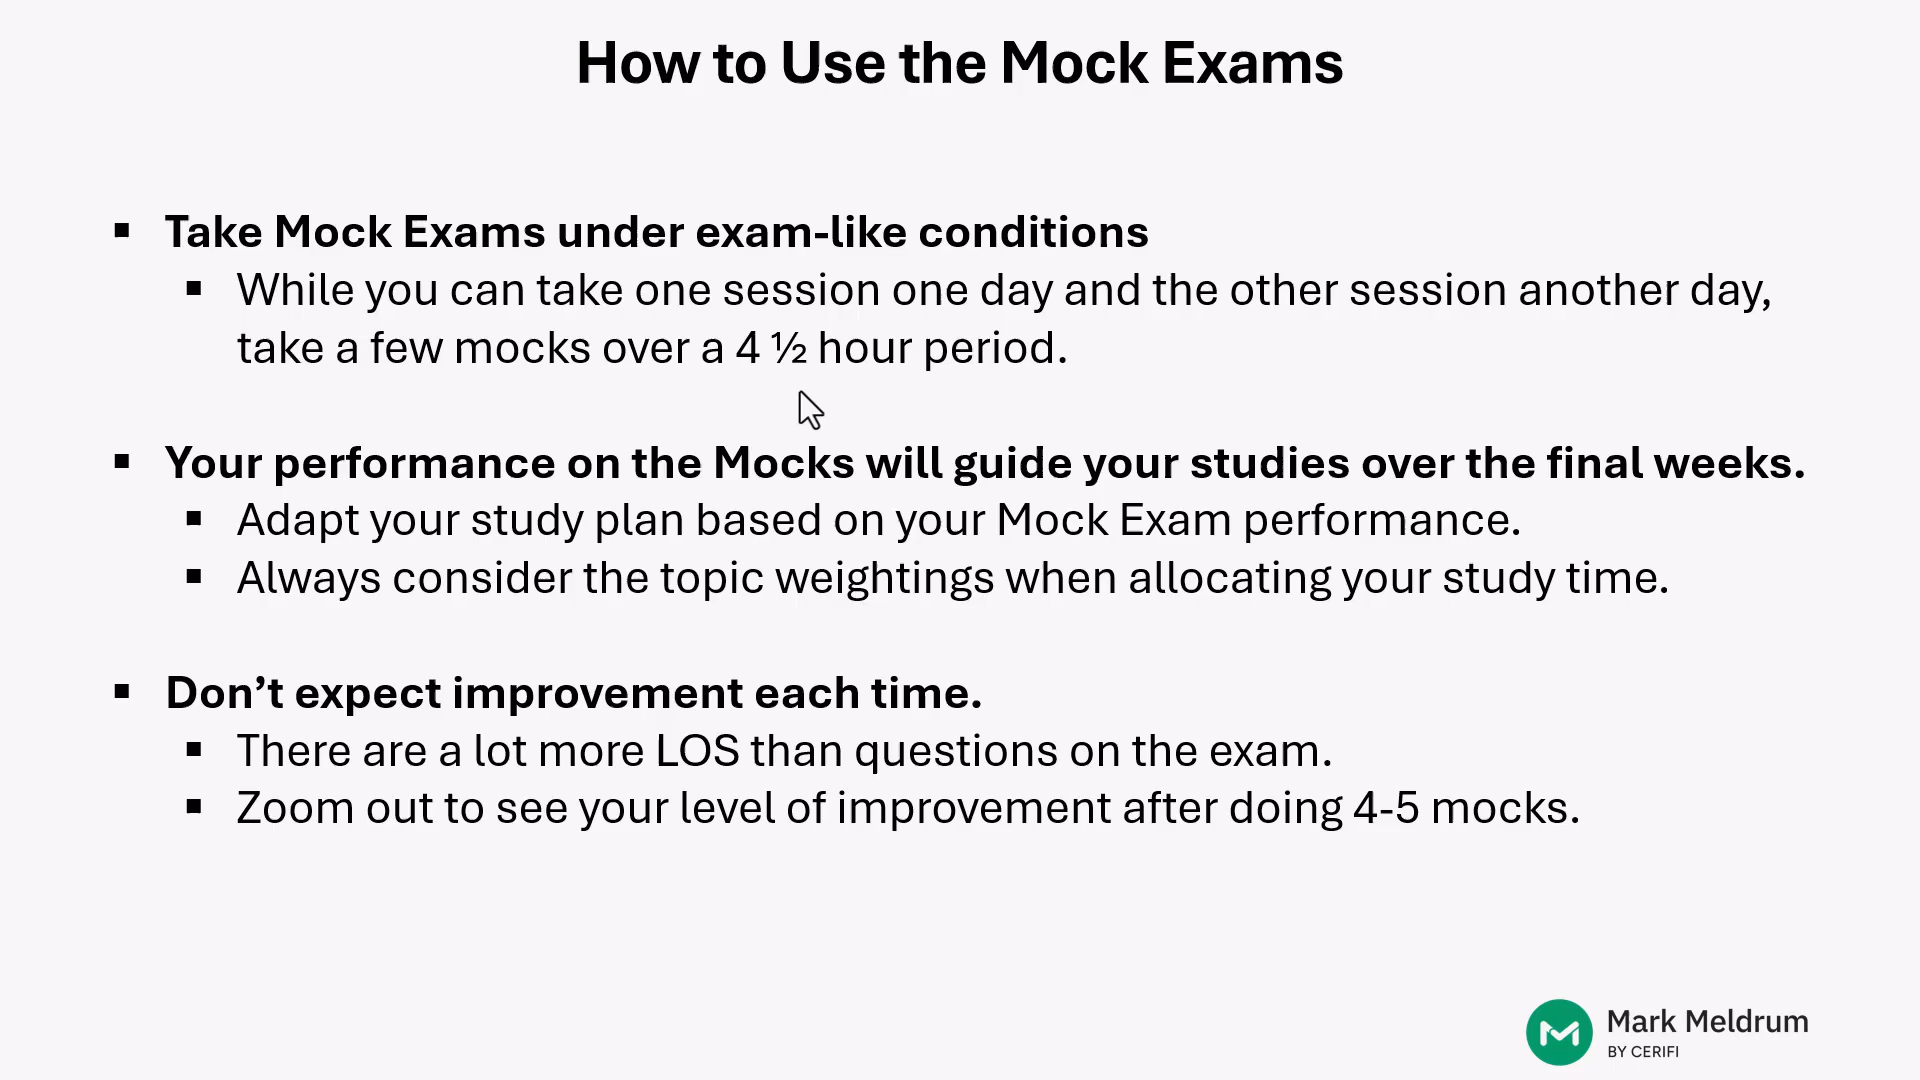 How to Use the Mock Exams
▪ Take Mock Exams under exam-like conditions
▪ While you can take one session one day and the other session another day,
take a few mocks over a 4 ½ hour period.
▪ Your performance on the Mocks will guide your studies over the final weeks.
▪ Adapt your study plan based on your Mock Exam performance.
▪ Always consider the topic weightings when allocating your study time.
▪ Don’t expect improvement each time.
▪ There are a lot more LOS than questions on the exam.
▪ Zoom out to see your level of improvement after doing 4-5 mocks.
Mark Meldrum
BY CERIFI